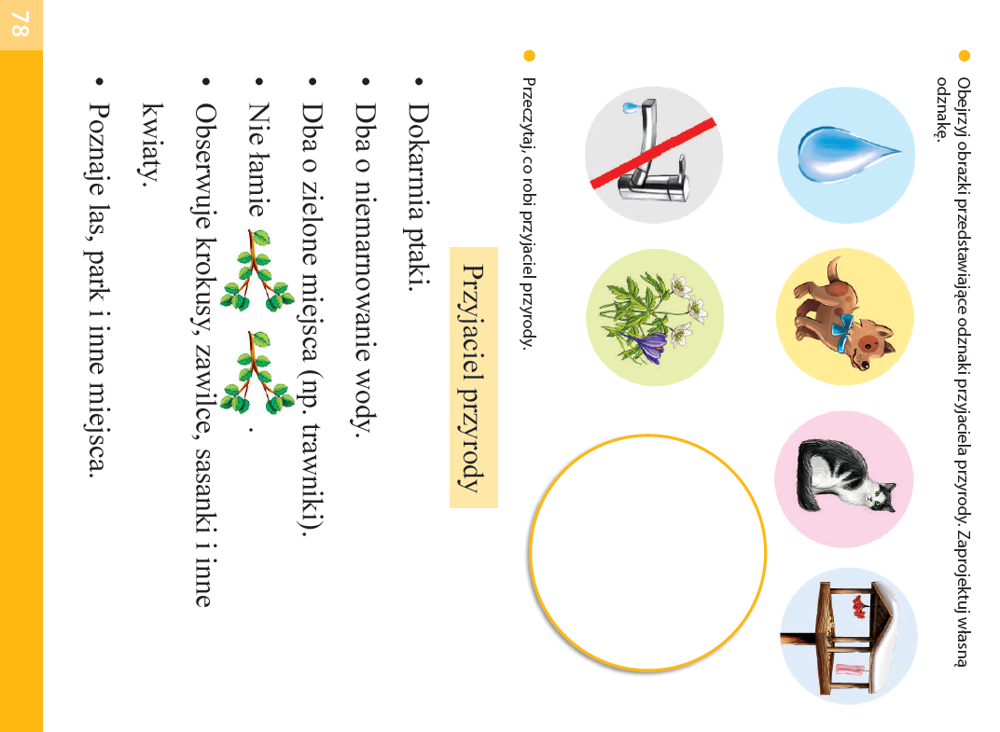 Obejrzyj obrazki przedstawiające odznaki przyjaciela przyrody. Zaprojektuj własną
odznakę.
Przeczytaj, co robi przyjaciel przyrody.
Przyjaciel przyrody
• Dokarmia ptaki.
• Dba o niemarnowanie wody.
• Dba o zielone miejsca (np. trawniki).
• Nie łamie .
• Obserwuje krokusy, zawilce, sasanki i inne
kwiaty.
• Poznaje las, park i inne miejsca.
78